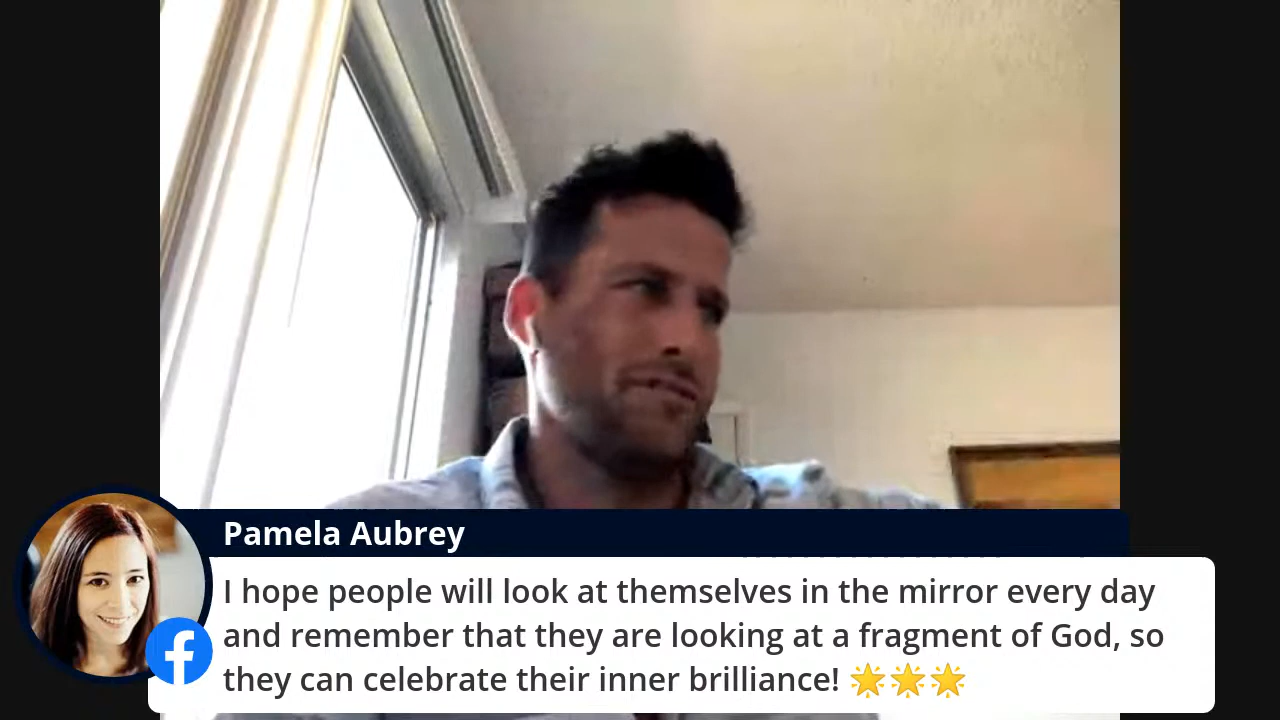 Pamela Aubrey
I hope people will look at themselves in the mirror every day
and remember that they are looking at a fragment of God, so
they can celebrate their inner brilliance! 🌟🌟🌟